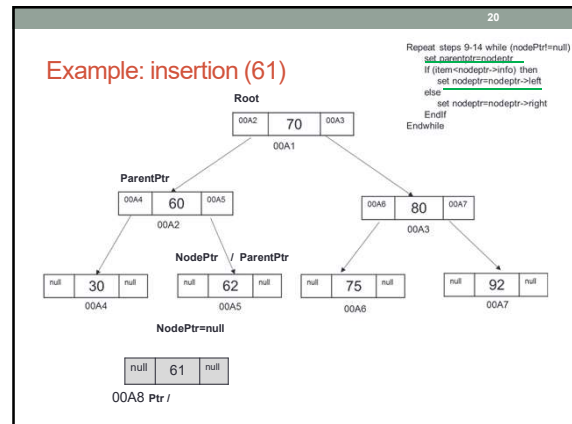 20
Example: insertion (61)
Repeat steps 9-14 while (nodePtr!=null)
set parentptr=nodeptr
If (item<nodeptr->info) then
set nodeptr=nodeptr->left
else
set nodeptr=nodeptr->right
EndIf
Endwhile
Root
00A2 70 00A3
00A1
ParentPtr
00A4 60 00A5
00A2
00A6 80 00A7
00A3
NodePtr / ParentPtr
null 30 null
00A4
null 62 null
00A5
null 75 null
00A6
null 92 null
00A7
NodePtr=null
null 61 null
00A8 Ptr /